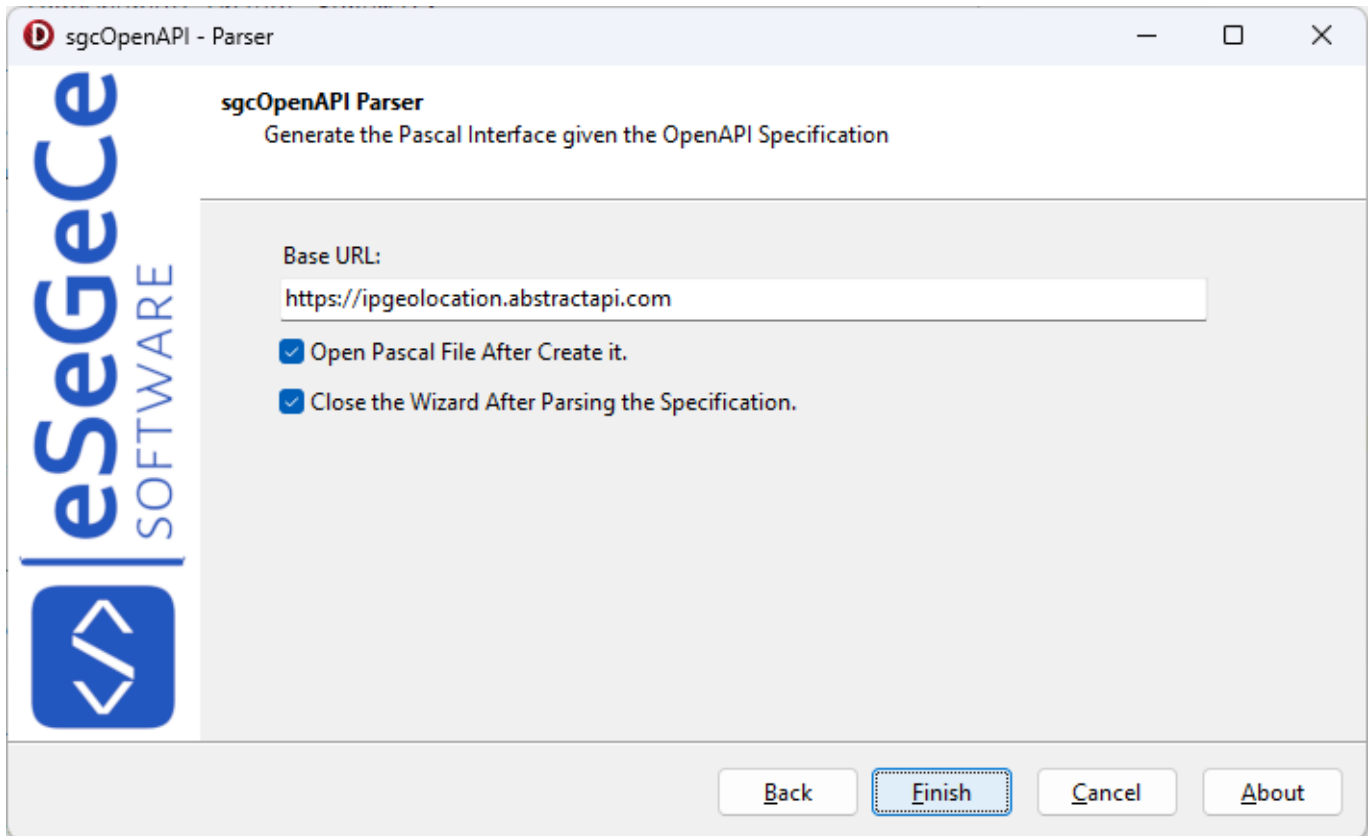 sgcOpenAPI - Parser
eSeGeCe
SOFTWARE
sgcOpenAPI Parser
Generate the Pascal Interface given the OpenAPI Specification
Base URL:
https://ipgeolocation.abstractapi.com
Open Pascal File After Create it.
Close the Wizard After Parsing the Specification.
Back
Finish
Cancel
About